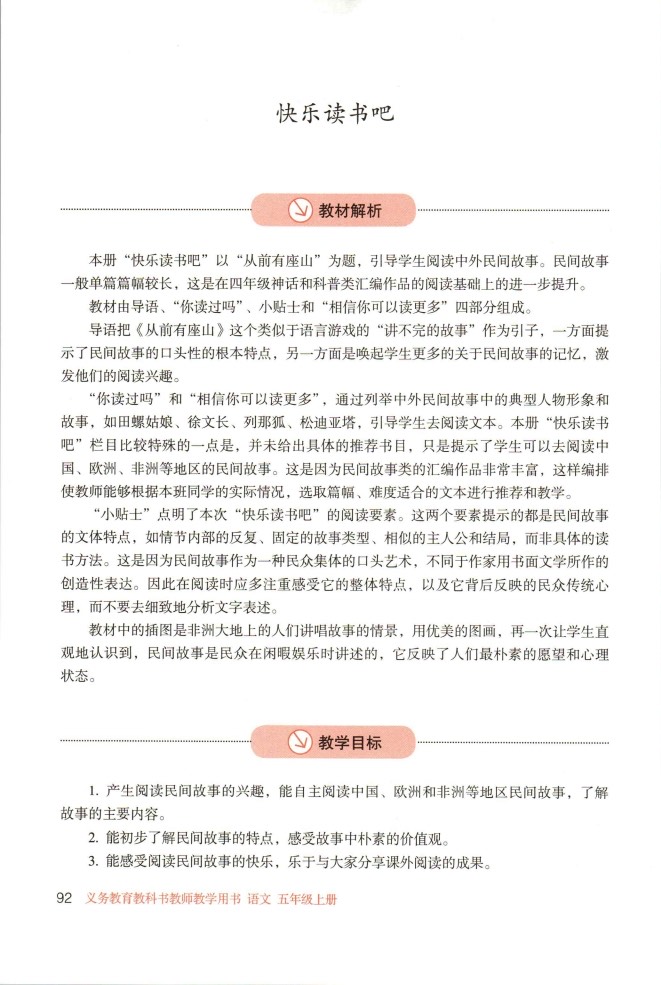 快乐读书吧
教材解析
本册“快乐读书吧”以“从前有座山”为题，引导学生阅读中外民间故事。民间故事
一般单篇篇幅较长，这是在四年级神话和科普类汇编作品的阅读基础上的进一步提升。
教材由导语、“你读过吗”、小贴士和“相信你可以读更多”四部分组成。
导语把《从前有座山》这个类似于语言游戏的“讲不完的故事”作为引子，一方面提
示了民间故事的口头性的根本特点，另一方面是唤起学生更多的关于民间故事的记忆，激
发他们的阅读兴趣。
“你读过吗”和“相信你可以读更多”，通过列举中外民间故事中的典型人物形象和
故事，如田螺姑娘、徐文长、列那狐、松迪亚塔，引导学生去阅读文本。本册“快乐读书
吧”栏目比较特殊的一点是，并未给出具体的推荐书目，只是提示了学生可以去阅读中
国、欧洲、非洲等地区的民间故事。这是因为民间故事类的汇编作品非常丰富，这样编排
使教师能够根据本班同学的实际情况，选取篇幅、难度适合的文本进行推荐和教学。
“小贴士”点明了本次“快乐读书吧”的阅读要素。这两个要素提示的都是民间故事
的文体特点，如情节内部的反复、固定的故事类型、相似的主人公和结局，而非具体的读
书方法。这是因为民间故事作为一种民众集体的口头艺术，不同于作家用书面文学所作的
创造性表达。因此在阅读时应多注重感受它的整体特点，以及它背后反映的民众传统心
理，而不要去细致地分析文字表述。
教材中的插图是非洲大地上的人们讲唱故事的情景，用优美的图画，再一次让学生直
观地认识到，民间故事是民众在闲暇娱乐时讲述的，它反映了人们最朴素的愿望和心理
状态。
教学目标
1. 产生阅读民间故事的兴趣，能自主阅读中国、欧洲和非洲等地区民间故事，了解
故事的主要内容。
2. 能初步了解民间故事的特点，感受故事中朴素的价值观。
3. 能感受阅读民间故事的快乐，乐于与大家分享课外阅读的成果。
92 义务教育教科书教师教学用书 语文 五年级上册